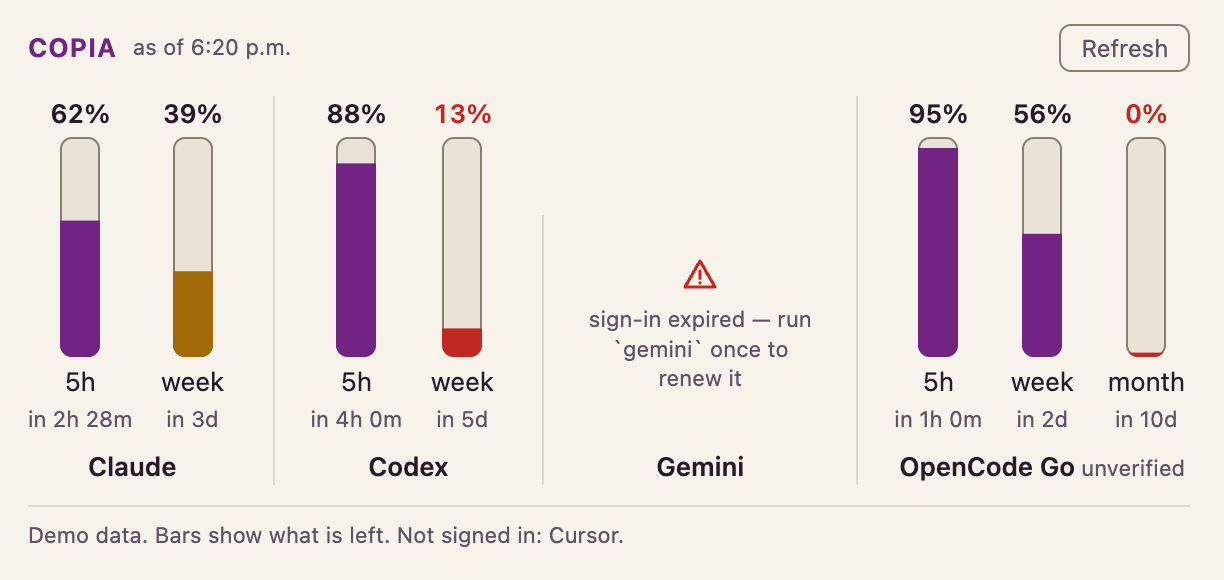 COPIA as of 6:20 p.m.
Refresh
62% 39% 88% 13% 95% 56% 0%
sign-in expired — run
`gemini` once to
renew it
5h week 5h week 5h week month
in 2h 28m in 3d in 4h 0m in 5d in 1h 0m in 2d in 10d
Claude Codex Gemini OpenCode Go unverified
Demo data. Bars show what is left. Not signed in: Cursor.